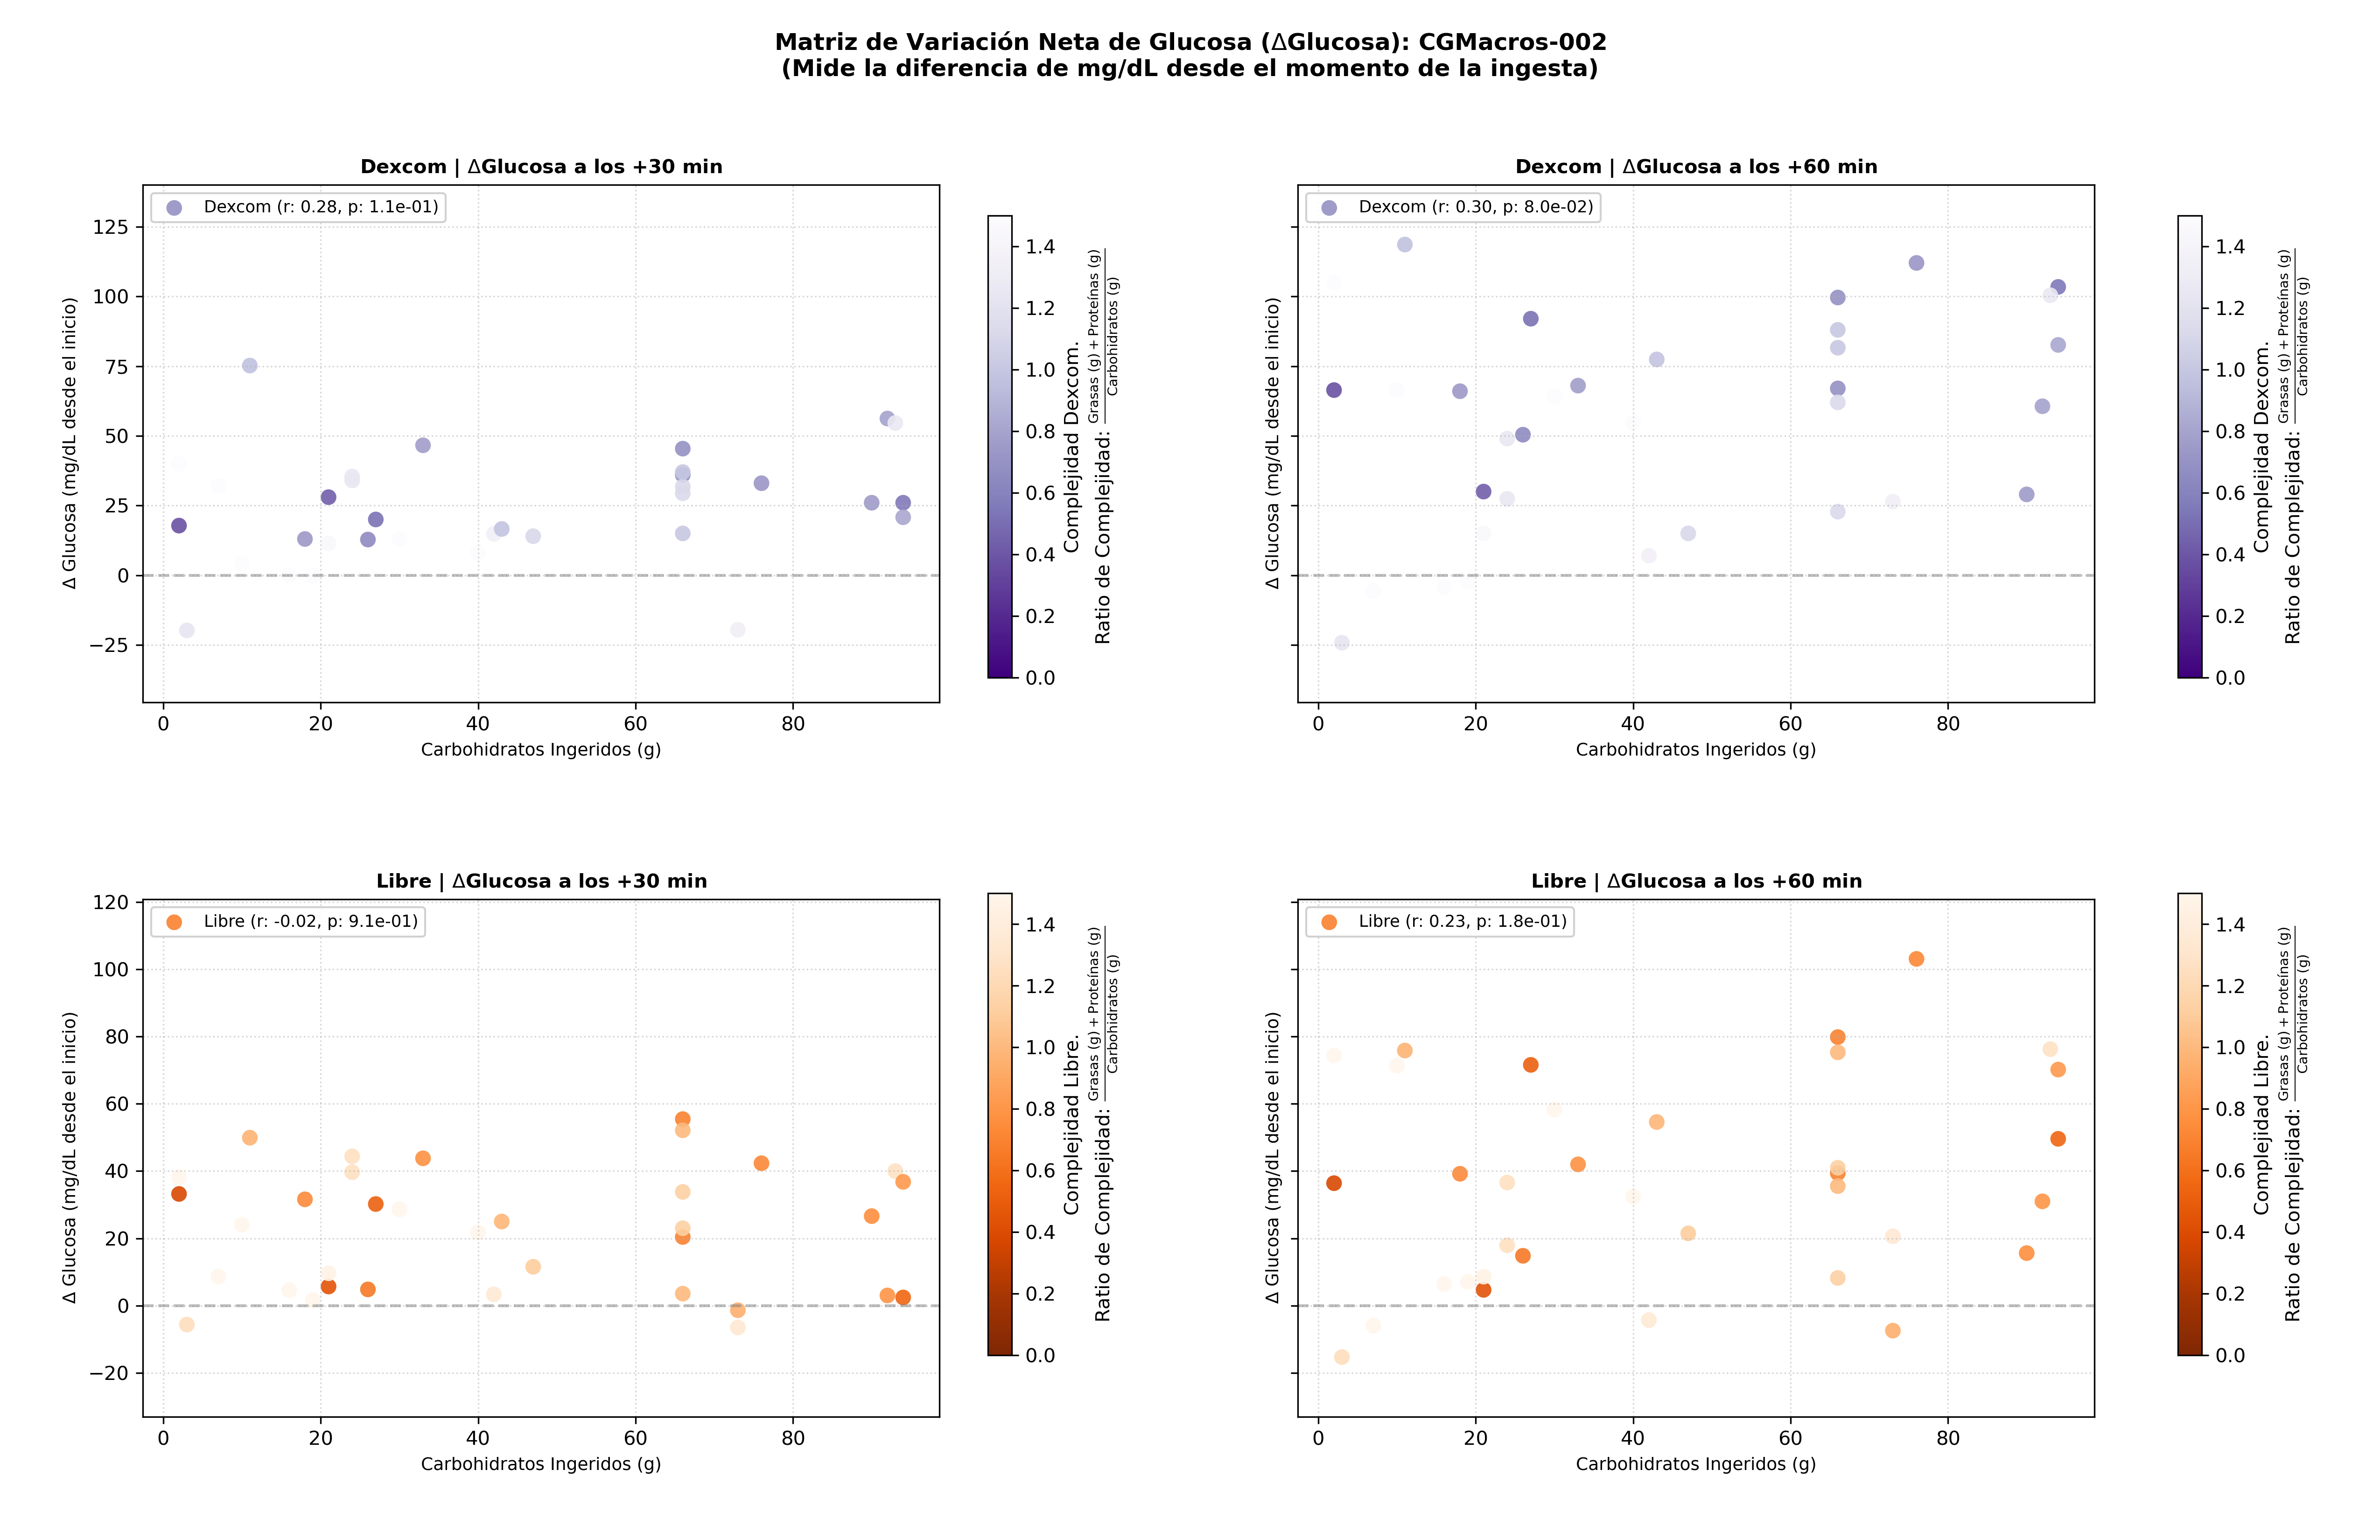 Matriz de Variación Neta de Glucosa (ΔGlucosa): CGMacros-002
(Mide la diferencia de mg/dL desde el momento de la ingesta)
Dexcom | ΔGlucosa a los +30 min
Dexcom (r: 0.28, p: 1.1e-01)
125
100
75
50
25
0
−25
Δ Glucosa (mg/dL desde el inicio)
0 20 40 60 80
Carbohidratos Ingeridos (g)
1.4
1.2
1.0
0.8
0.6
0.4
0.2
0.0
Complejidad Dexcom.
Ratio de Complejidad: Grasas (g) + Proteínas (g)
Carbohidratos (g)
Dexcom | ΔGlucosa a los +60 min
Dexcom (r: 0.30, p: 8.0e-02)
Δ Glucosa (mg/dL desde el inicio)
0 20 40 60 80
Carbohidratos Ingeridos (g)
1.4
1.2
1.0
0.8
0.6
0.4
0.2
0.0
Complejidad Dexcom.
Ratio de Complejidad: Grasas (g) + Proteínas (g)
Carbohidratos (g)
Libre | ΔGlucosa a los +30 min
Libre (r: -0.02, p: 9.1e-01)
120
100
80
60
40
20
0
−20
Δ Glucosa (mg/dL desde el inicio)
0 20 40 60 80
Carbohidratos Ingeridos (g)
1.4
1.2
1.0
0.8
0.6
0.4
0.2
0.0
Complejidad Libre.
Ratio de Complejidad: Grasas (g) + Proteínas (g)
Carbohidratos (g)
Libre | ΔGlucosa a los +60 min
Libre (r: 0.23, p: 1.8e-01)
Δ Glucosa (mg/dL desde el inicio)
0 20 40 60 80
Carbohidratos Ingeridos (g)
1.4
1.2
1.0
0.8
0.6
0.4
0.2
0.0
Complejidad Libre.
Ratio de Complejidad: Grasas (g) + Proteínas (g)
Carbohidratos (g)